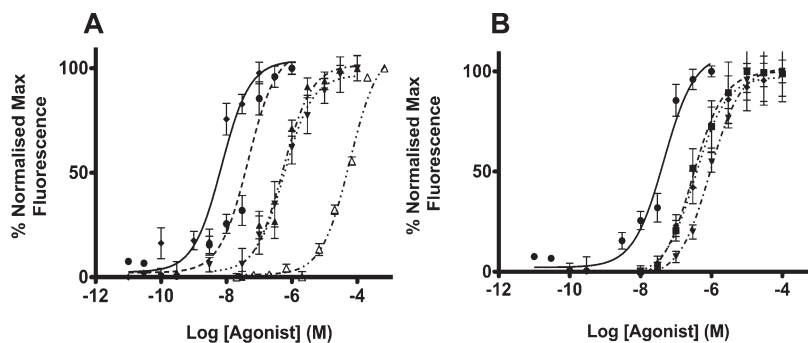 A
% Normalised Max
Fluorescence
100
50
0
-12 -10 -8 -6 -4
Log [Agonist] (M)
B
% Normalised Max
Fluorescence
100
50
0
-12 -10 -8 -6 -4
Log [Agonist] (M)